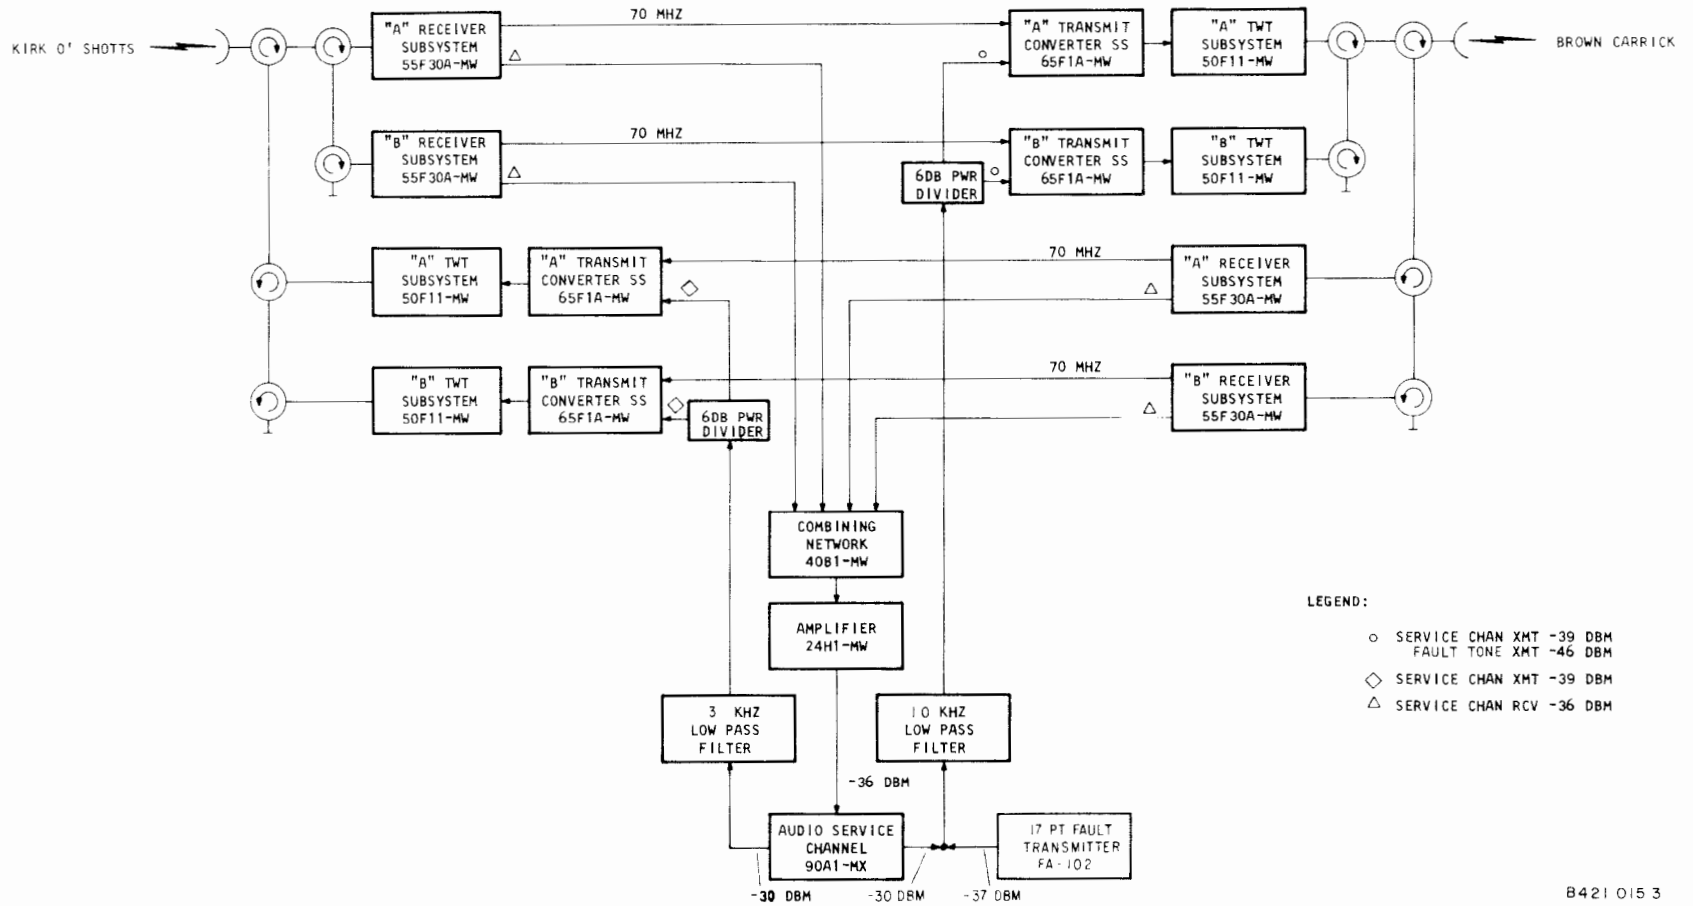 KIRK O' SHOTTS
"A" RECEIVER
SUBSYSTEM
55F30A-MW
70 MHZ
"A" TRANSMIT
CONVERTER SS
65F1A-MW
"A" TWT
SUBSYSTEM
50F11-MW
BROWN CARRICK
"B" RECEIVER
SUBSYSTEM
55F30A-MW
70 MHZ
6DB PWR
DIVIDER
"B" TRANSMIT
CONVERTER SS
65F1A-MW
"B" TWT
SUBSYSTEM
50F11-MW
"A" TWT
SUBSYSTEM
50F11-MW
"A" TRANSMIT
CONVERTER SS
65F1A-MW
70 MHZ
"A" RECEIVER
SUBSYSTEM
55F30A-MW
"B" TWT
SUBSYSTEM
50F11-MW
"B" TRANSMIT
CONVERTER SS
65F1A-MW
6DB PWR
DIVIDER
70 MHZ
"B" RECEIVER
SUBSYSTEM
55F30A-MW
COMBINING
NETWORK
40B1-MW
AMPLIFIER
24H1-MW
3 KHZ
LOW PASS
FILTER
10 KHZ
LOW PASS
FILTER
-36 DBM
AUDIO SERVICE
CHANNEL
90A1-MX
17 PT FAULT
TRANSMITTER
FA-102
-30 DBM
-30 DBM
-37 DBM
LEGEND:
SERVICE CHAN XMT -39 DBM
FAULT TONE XMT -46 DBM
SERVICE CHAN XMT -39 DBM
SERVICE CHAN RCV -36 DBM
8421 015 3